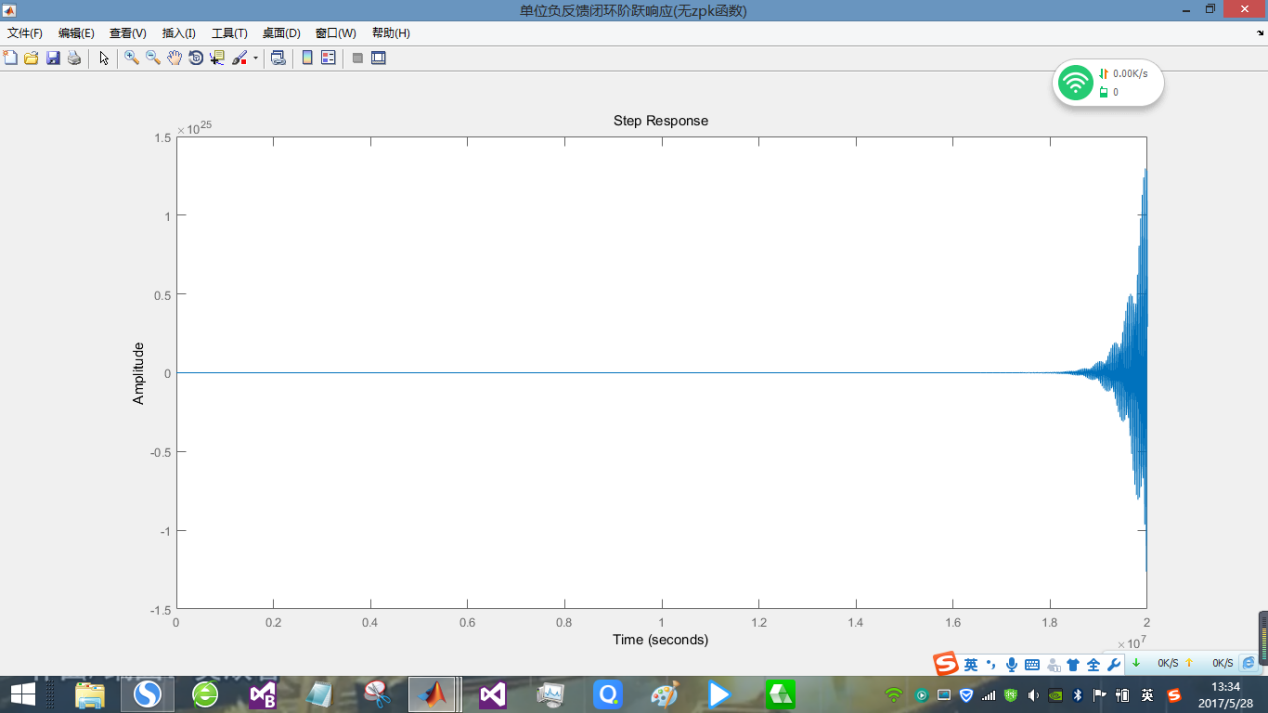 单位负反馈闭环阶跃响应(无zpk函数)
文件(F) 编辑(E) 查看(V) 插入(I) 工具(T) 桌面(D) 窗口(W) 帮助(H)
0.00K/s
0
Step Response
×10^25
1.5
1
0.5
0
-0.5
-1
-1.5
Amplitude
0 0.2 0.4 0.6 0.8 1 1.2 1.4 1.6 1.8 2
Time (seconds)
×10^7
英 全 0K/S 0K/S
英
13:34
2017/5/28